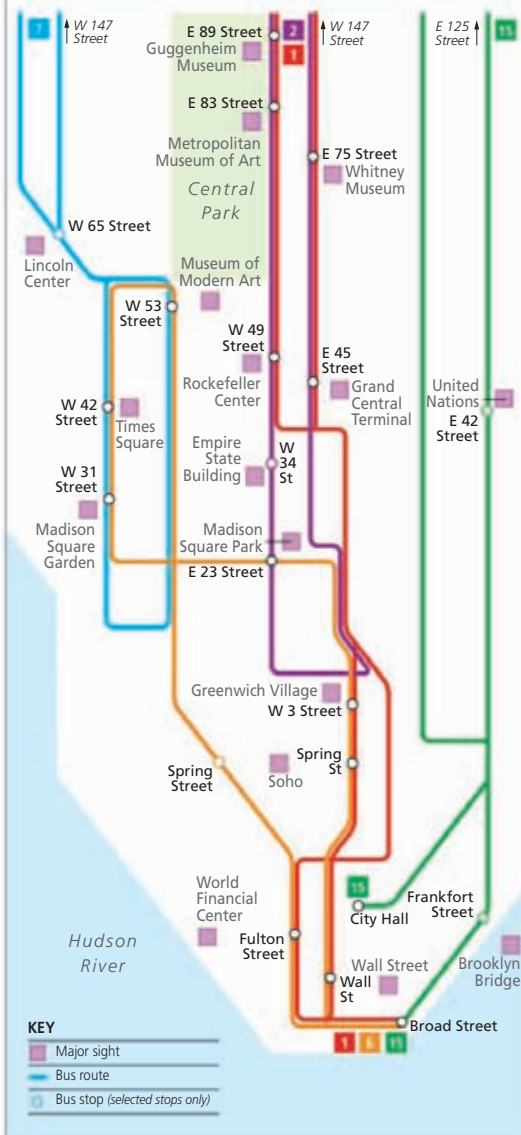 7
W 147
Street
E 89 Street
Guggenheim
Museum
2
1
W 147
Street
E 125
Street
15
E 83 Street
Metropolitan
Museum of Art
E 75 Street
Whitney
Museum
Central
Park
W 65 Street
Lincoln
Center
Museum of
Modern Art
W 53
Street
W 49
Street
Rockefeller
Center
E 45
Street
Grand
Central
Terminal
United
Nations
E 42
Street
W 42
Street
Times
Square
Empire
State
Building
W
34
St
W 31
Street
Madison
Square
Garden
Madison
Square Park
E 23 Street
Greenwich Village
W 3 Street
Spring
Street
Soho
Spring
St
World
Financial
Center
15
City Hall
Frankfort
Street
Fulton
Street
Hudson
River
Wall
St
Wall Street
Brooklyn
Bridge
Broad Street
1
6
15
KEY
Major sight
Bus route
Bus stop (selected stops only)